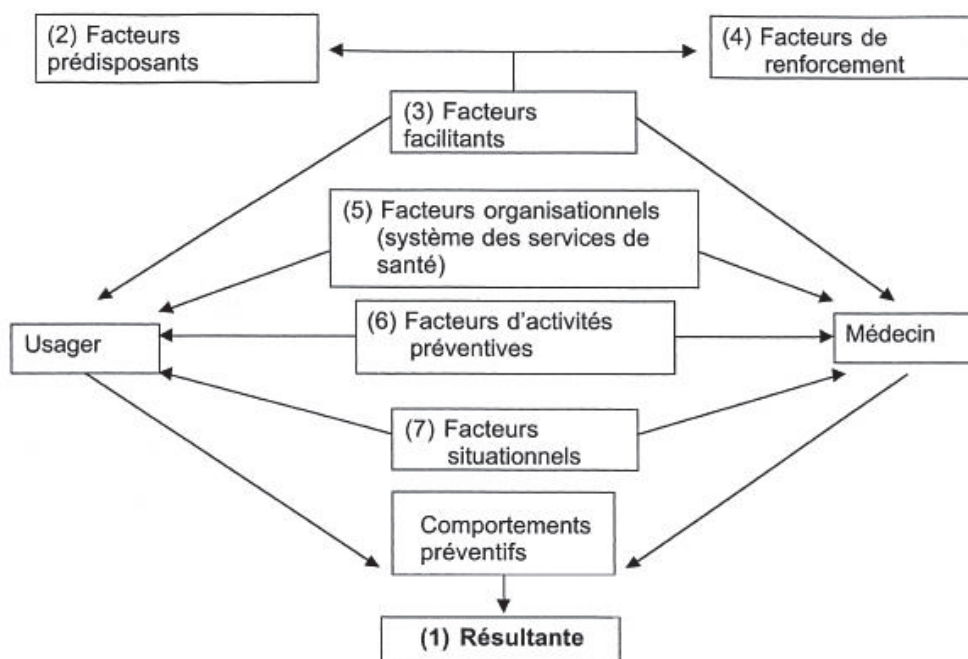 (2) Facteurs
prédisposants
(4) Facteurs de
renforcement
(3) Facteurs
facilitants
(5) Facteurs organisationnels
(système des services de
santé)
(6) Facteurs d'activités
préventives
Usager
Médecin
(7) Facteurs
situationnels
Comportements
préventifs
(1) Résultante